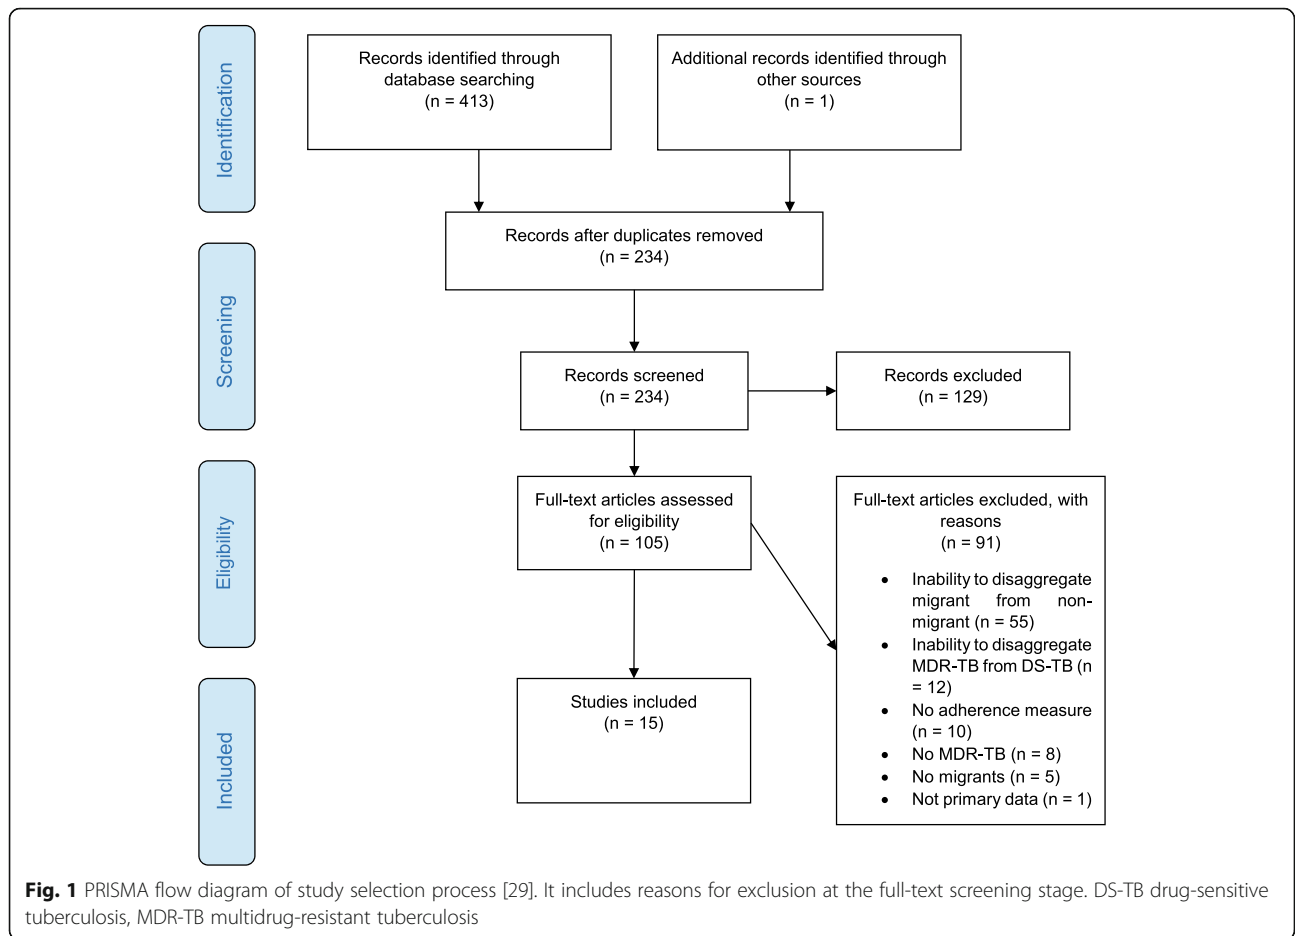 Identification
Records identified through
database searching
(n = 413)
Additional records identified through
other sources
(n = 1)
Records after duplicates removed
(n = 234)
Screening
Records screened
(n = 234)
Records excluded
(n = 129)
Eligibility
Full-text articles assessed
for eligibility
(n = 105)
Full-text articles excluded, with
reasons
(n = 91)
• Inability to disaggregate
migrant from non-
migrant (n = 55)
• Inability to disaggregate
MDR-TB from DS-TB (n
= 12)
• No adherence measure
(n = 10)
• No MDR-TB (n = 8)
• No migrants (n = 5)
• Not primary data (n = 1)
Included
Studies included
(n = 15)
Fig. 1 PRISMA flow diagram of study selection process [29]. It includes reasons for exclusion at the full-text screening stage. DS-TB drug-sensitive
tuberculosis, MDR-TB multidrug-resistant tuberculosis